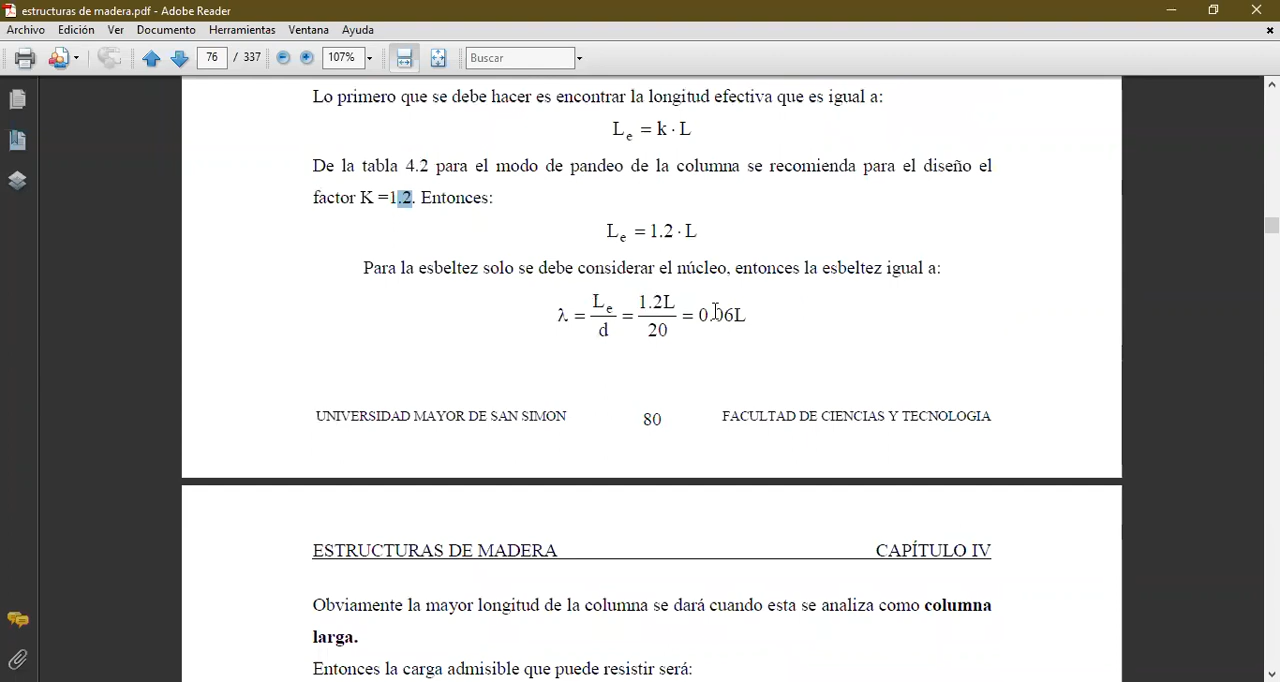 estructuras de madera.pdf - Adobe Reader
Archivo Edición Ver Documento Herramientas Ventana Ayuda
76 / 337 107% Buscar
Lo primero que se debe hacer es encontrar la longitud efectiva que es igual a:
L_e = k · L
De la tabla 4.2 para el modo de pandeo de la columna se recomienda para el diseño el
factor K =1.2. Entonces:
L_e = 1.2 · L
Para la esbeltez solo se debe considerar el núcleo, entonces la esbeltez igual a:
λ = L_e / d = 1.2L / 20 = 0.06L
UNIVERSIDAD MAYOR DE SAN SIMON 80 FACULTAD DE CIENCIAS Y TECNOLOGIA
ESTRUCTURAS DE MADERA CAPÍTULO IV
Obviamente la mayor longitud de la columna se dará cuando esta se analiza como columna
larga.
Entonces la carga admisible que puede resistir será: